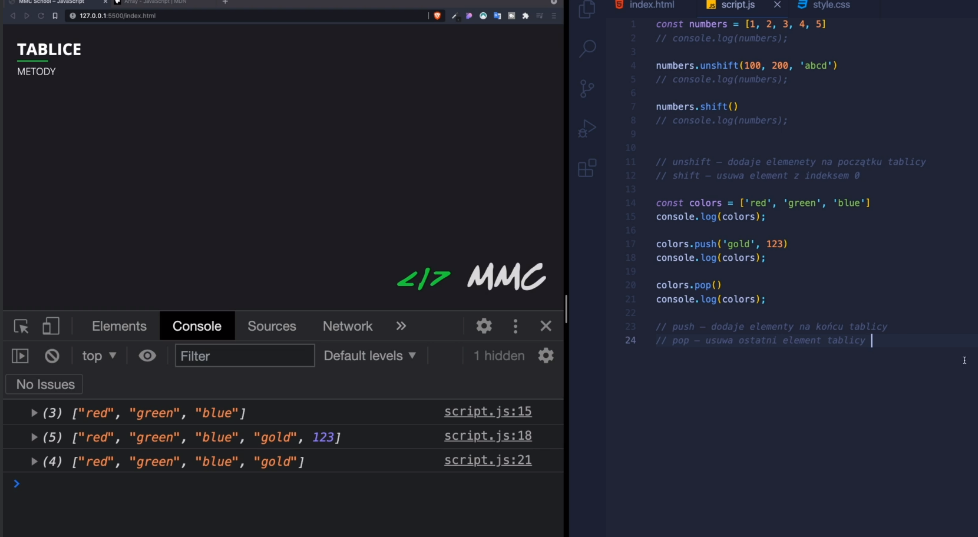 MMC School - JavaScript
127.0.0.1:5500/index.html
TABLICE
METODY
</> MMC
Elements Console Sources Network »
top Filter Default levels 1 hidden
No Issues
(3) ["red", "green", "blue"] script.js:15
(5) ["red", "green", "blue", "gold", 123] script.js:18
(4) ["red", "green", "blue", "gold"] script.js:21
>
index.html script.js style.css
1 const numbers = [1, 2, 3, 4, 5]
2 // console.log(numbers);
3
4 numbers.unshift(100, 200, 'abcd')
5 // console.log(numbers);
6
7 numbers.shift()
8 // console.log(numbers);
9
10
11 // unshift – dodaje elemenety na początku tablicy
12 // shift – usuwa element z indeksem 0
13
14 const colors = ['red', 'green', 'blue']
15 console.log(colors);
16
17 colors.push('gold', 123)
18 console.log(colors);
19
20 colors.pop()
21 console.log(colors);
22
23 // push – dodaje elementy na końcu tablicy
24 // pop – usuwa ostatni element tablicy